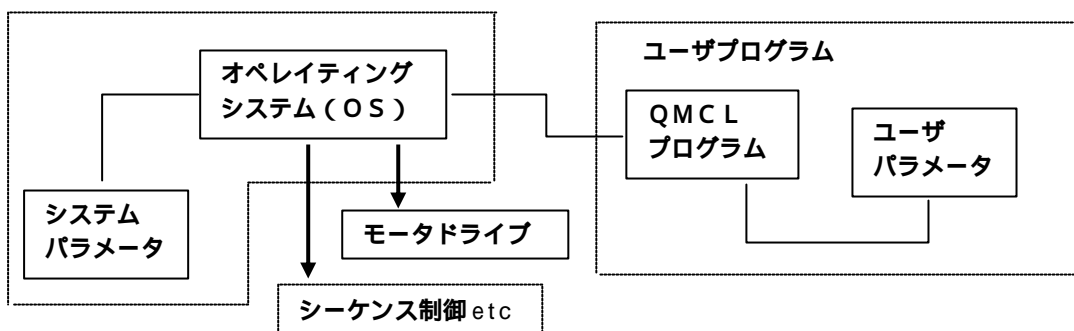 オペレイティング
システム(OS)
システム
パラメータ
モータドライブ
シーケンス制御etc
ユーザプログラム
QMCL
プログラム
ユーザ
パラメータ